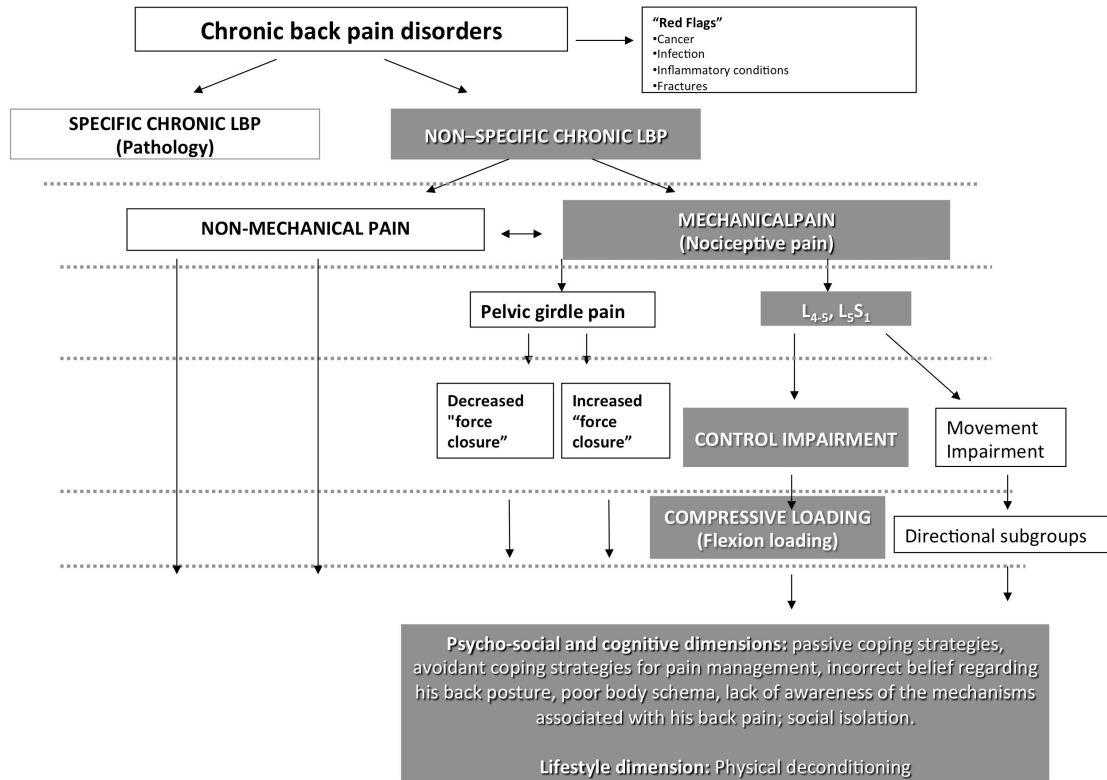 Chronic back pain disorders
“Red Flags”
•Cancer
•Infection
•Inflammatory conditions
•Fractures
SPECIFIC CHRONIC LBP
(Pathology)
NON–SPECIFIC CHRONIC LBP
NON-MECHANICAL PAIN
MECHANICALPAIN
(Nociceptive pain)
Pelvic girdle pain
L4-5, L5S1
Decreased
"force
closure”
Increased
“force
closure”
CONTROL IMPAIRMENT
Movement
Impairment
COMPRESSIVE LOADING
(Flexion loading)
Directional subgroups
Psycho-social and cognitive dimensions: passive coping strategies,
avoidant coping strategies for pain management, incorrect belief regarding
his back posture, poor body schema, lack of awareness of the mechanisms
associated with his back pain; social isolation.
Lifestyle dimension: Physical deconditioning